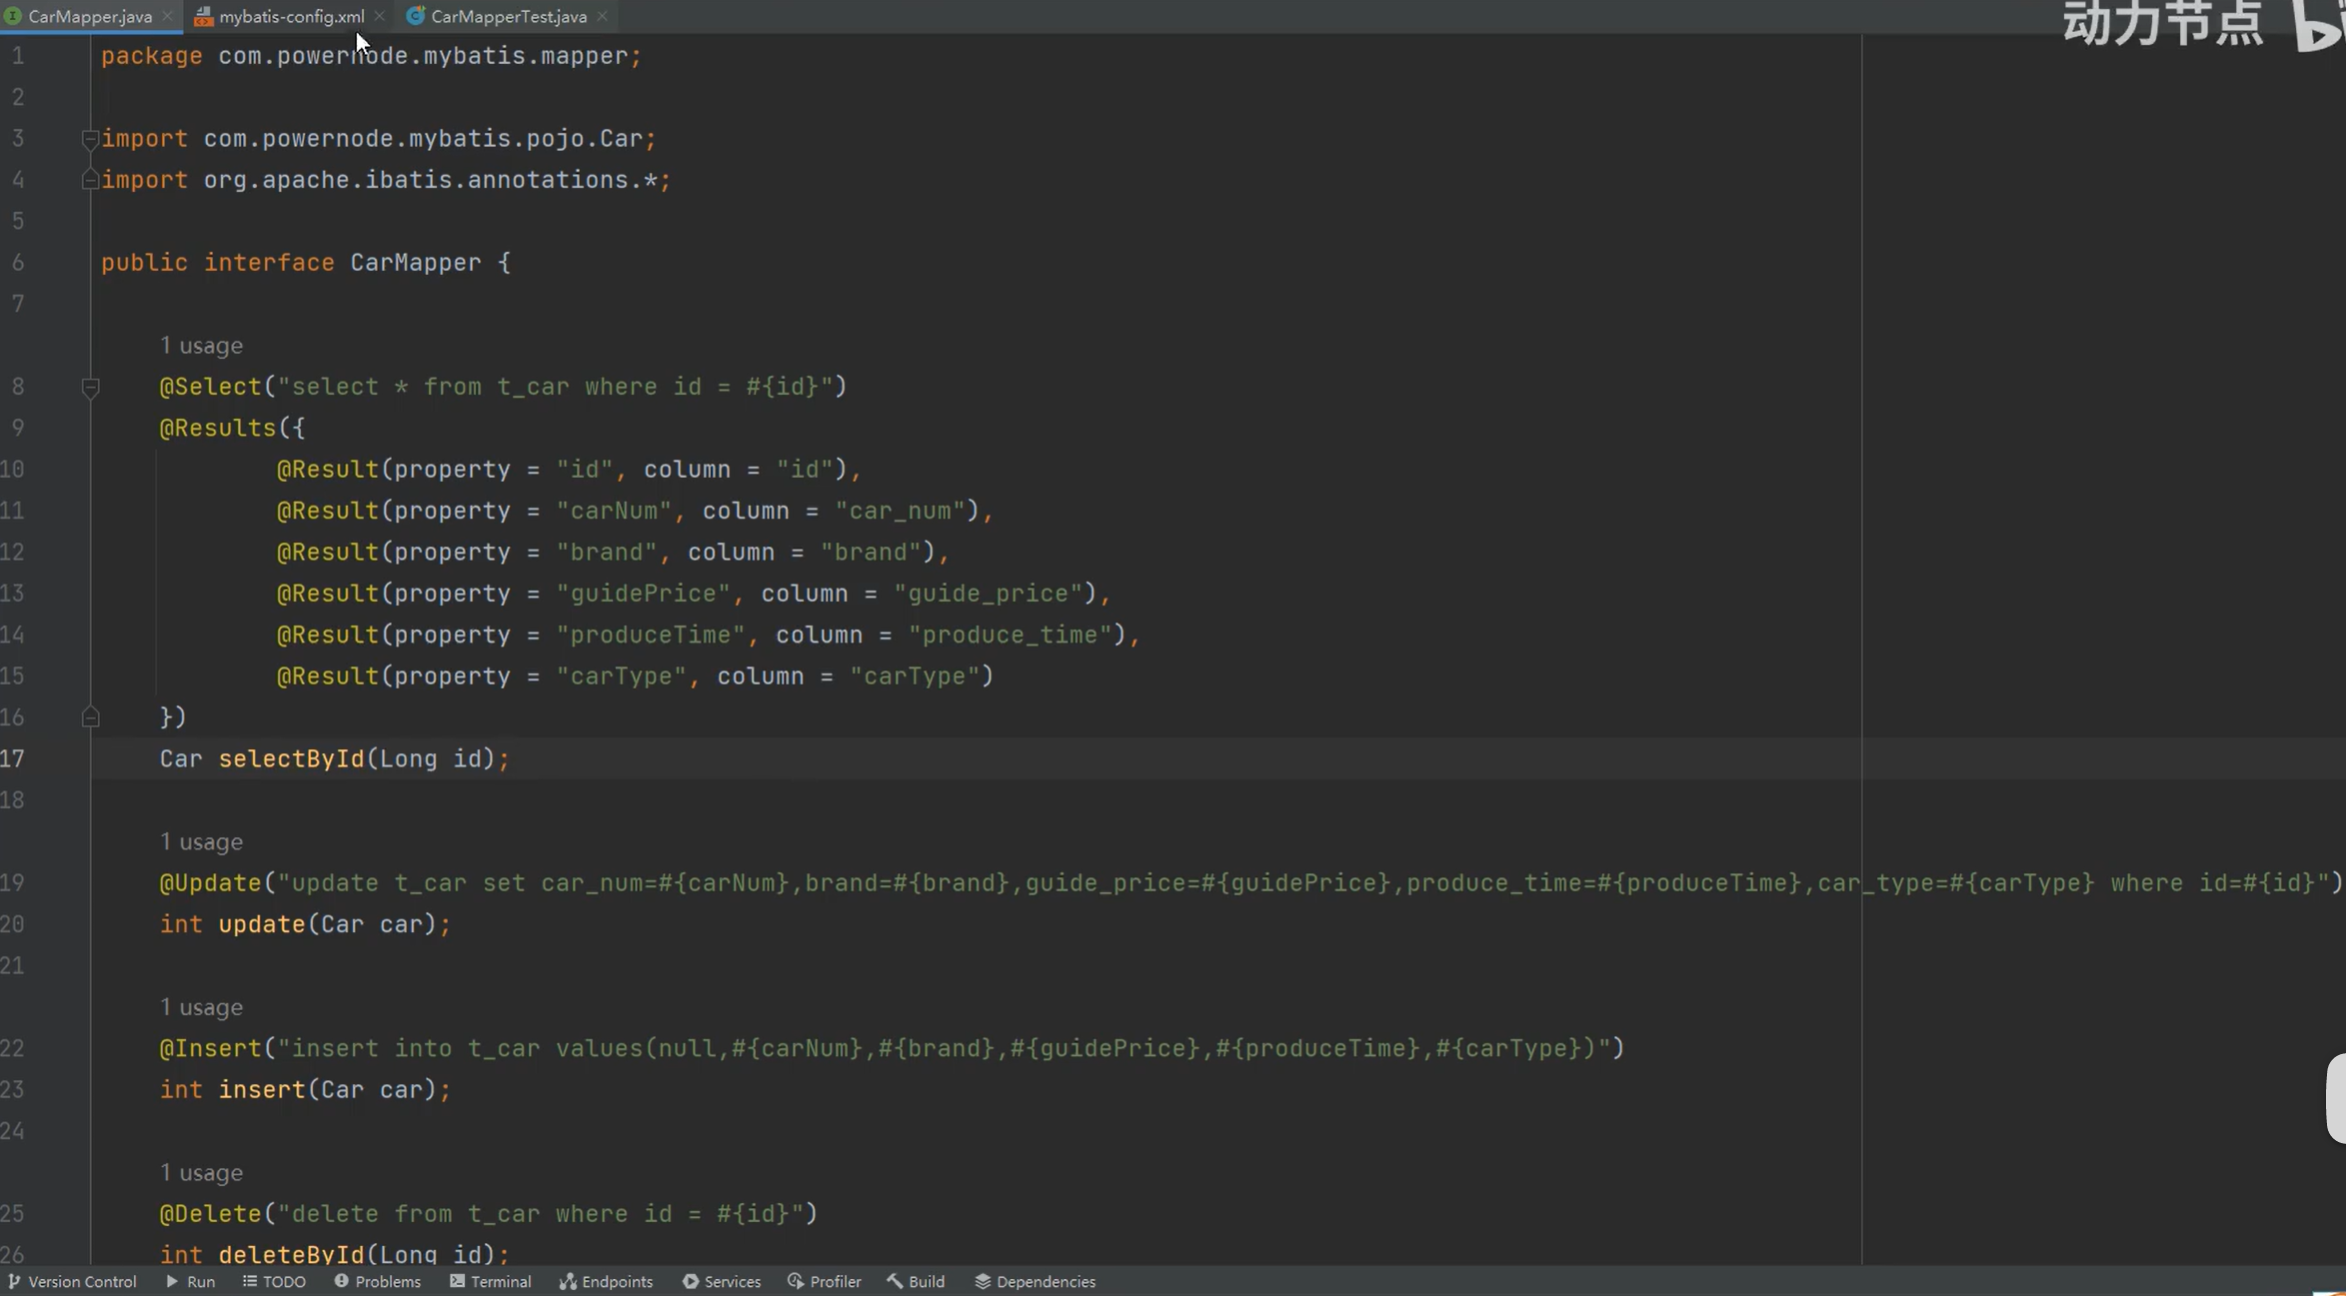 CarMapper.java
mybatis-config.xml
CarMapperTest.java
动力节点
1 package com.powernode.mybatis.mapper;
2
3 import com.powernode.mybatis.pojo.Car;
4 import org.apache.ibatis.annotations.*;
5
6 public interface CarMapper {
7
1 usage
8 @Select("select * from t_car where id = #{id}")
9 @Results({
10 @Result(property = "id", column = "id"),
11 @Result(property = "carNum", column = "car_num"),
12 @Result(property = "brand", column = "brand"),
13 @Result(property = "guidePrice", column = "guide_price"),
14 @Result(property = "produceTime", column = "produce_time"),
15 @Result(property = "carType", column = "carType")
16 })
17 Car selectById(Long id);
18
1 usage
19 @Update("update t_car set car_num=#{carNum},brand=#{brand},guide_price=#{guidePrice},produce_time=#{produceTime},car_type=#{carType} where id=#{id}")
20 int update(Car car);
21
1 usage
22 @Insert("insert into t_car values(null,#{carNum},#{brand},#{guidePrice},#{produceTime},#{carType})")
23 int insert(Car car);
24
1 usage
25 @Delete("delete from t_car where id = #{id}")
26 int deleteById(Long id);
Version Control Run TODO Problems Terminal Endpoints Services Profiler Build Dependencies